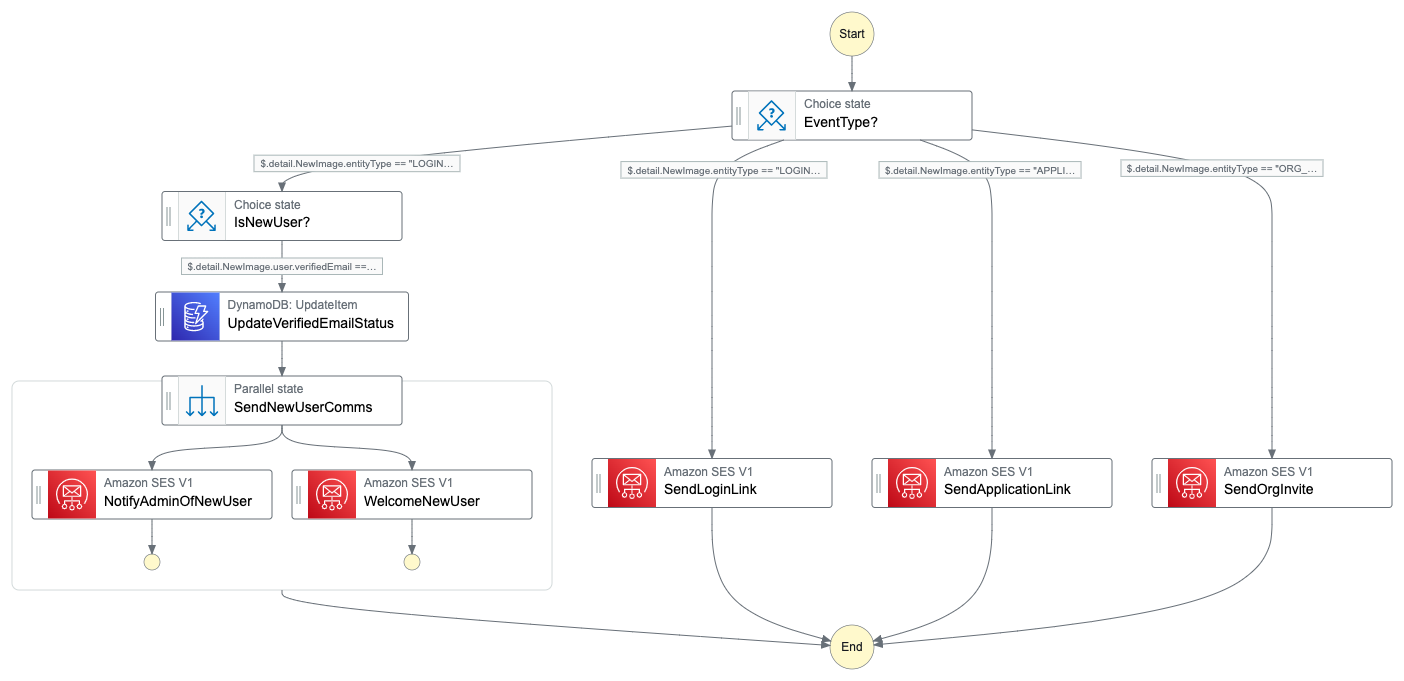 Start
Choice state
EventType?
$.detail.NewImage.entityType == "LOGIN...
$.detail.NewImage.entityType == "LOGIN...
$.detail.NewImage.entityType == "APPLI...
$.detail.NewImage.entityType == "ORG_...
Choice state
IsNewUser?
$.detail.NewImage.user.verifiedEmail ==...
DynamoDB: UpdateItem
UpdateVerifiedEmailStatus
Parallel state
SendNewUserComms
Amazon SES V1
NotifyAdminOfNewUser
Amazon SES V1
WelcomeNewUser
Amazon SES V1
SendLoginLink
Amazon SES V1
SendApplicationLink
Amazon SES V1
SendOrgInvite
End